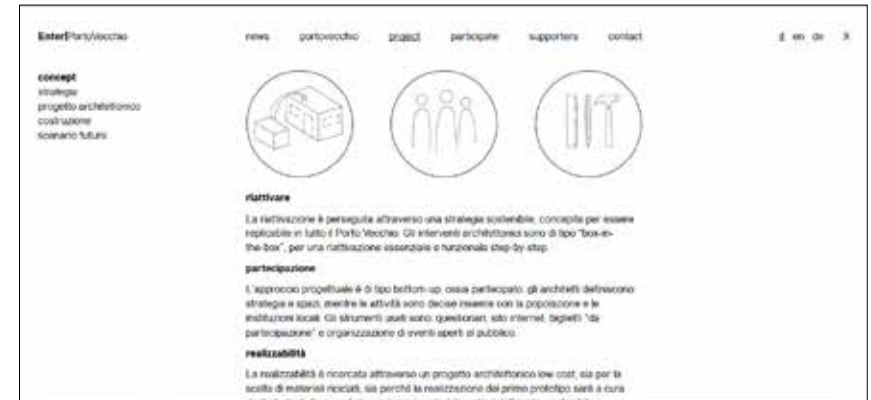 Enter|PortoVecchio
news portovecchio project participate supporters contact
it en de
concept
strategia
progetto architettonico
costruzione
scenario futuro
riattivare
La riattivazione è perseguita attraverso una strategia sostenibile, concepita per essere
replicabile in tutto il Porto Vecchio. Gli interventi architettonici sono di tipo "box-in-
the-box", per una riattivazione essenziale e funzionale step by step.
partecipazione
L'approccio progettuale è di tipo bottom-up, ossia partecipato: gli architetti definiscono
strategia e spazi, mentre le attività sono decise insieme con la popolazione e le
instituzioni locali. Gli strumenti usati sono: questionari, sito internet, biglietti "da
partecipazione" e organizzazione di eventi aperti al pubblico.
realizzabilità
La realizzabilità è ricercata attraverso un progetto architettonico low cost, sia per la
scelta di materiali riciclati, sia perché la realizzazione del primo prototipo sarà a cura